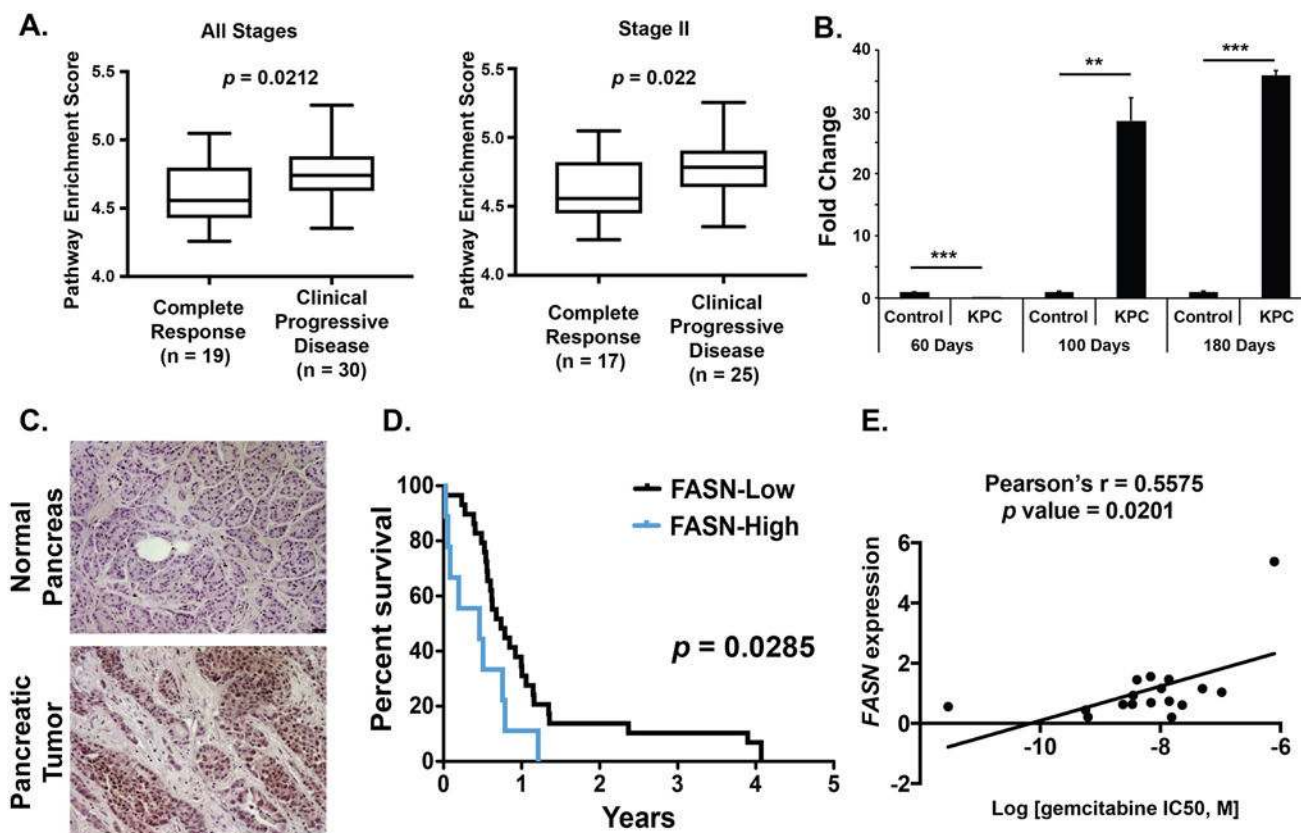 A.
All Stages
p = 0.0212
Pathway Enrichment Score
5.5
5.0
4.5
4.0
Complete
Response
(n = 19)
Clinical
Progressive
Disease
(n = 30)
Stage II
p = 0.022
Pathway Enrichment Score
5.5
5.0
4.5
4.0
Complete
Response
(n = 17)
Clinical
Progressive
Disease
(n = 25)
B.
Fold Change
40
30
20
10
0
***
**
***
Control KPC Control KPC Control KPC
60 Days 100 Days 180 Days
C.
Normal
Pancreas
Pancreatic
Tumor
D.
Percent survival
100
80
60
40
20
0
FASN-Low
FASN-High
p = 0.0285
0 1 2 3 4 5
Years
E.
Pearson's r = 0.5575
p value = 0.0201
FASN expression
6
4
2
0
-2
-10 -8 -6
Log [gemcitabine IC50, M]